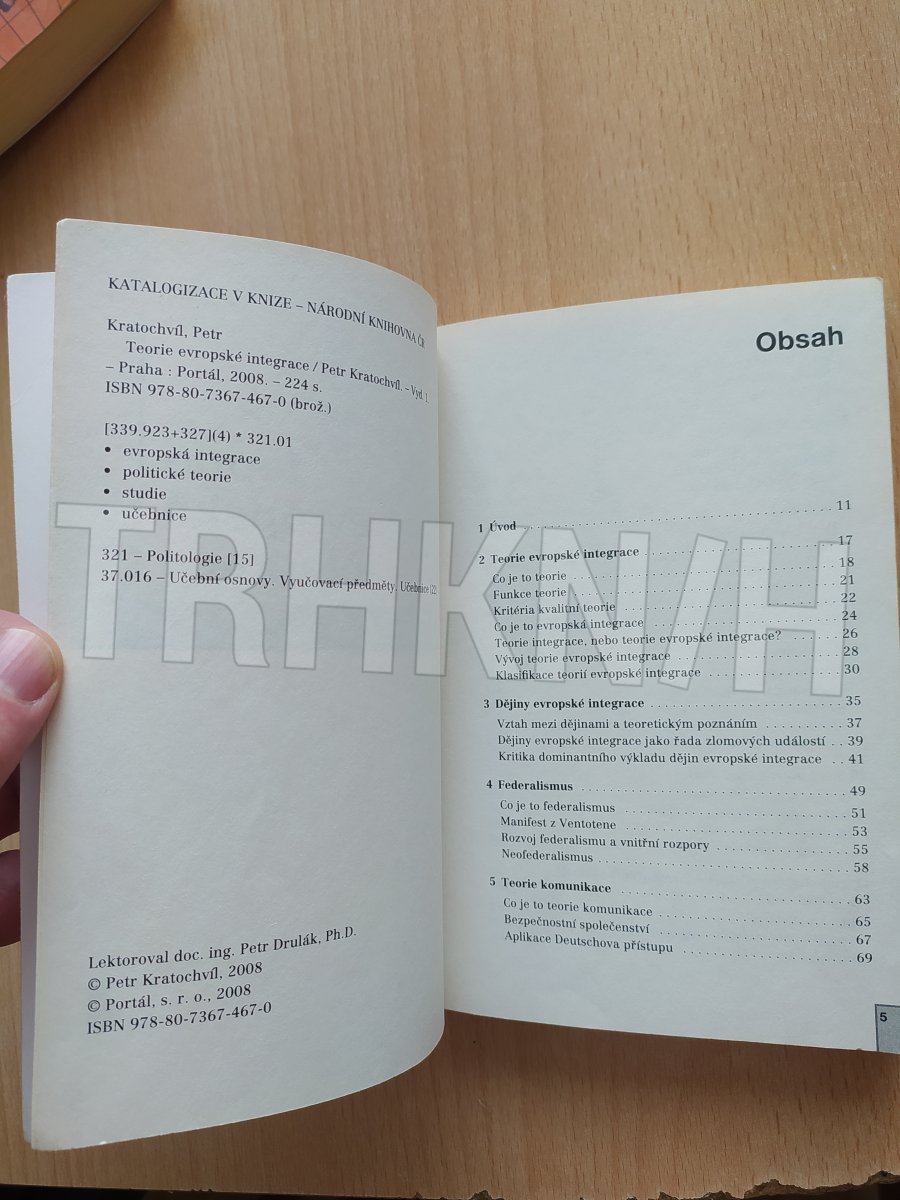 KATALOGIZACE V KNIZE – NÁRODNÍ KNIHOVNA ČR
Kratochvíl, Petr
Teorie evropské integrace / Petr Kratochvíl. – Vyd. 1.
– Praha : Portál, 2008. – 224 s.
ISBN 978-80-7367-467-0 (brož.)
[339.923+327](4) * 321.01
• evropská integrace
• politické teorie
• studie
• učebnice
321 – Politologie [15]
37.016 – Učební osnovy. Vyučovací předměty. Učebnice [22]
Lektoroval doc. ing. Petr Drulák, Ph.D.
© Petr Kratochvíl, 2008
© Portál, s. r. o., 2008
ISBN 978-80-7367-467-0
Obsah
1 Úvod . . . . . . . . . . 11
2 Teorie evropské integrace . . . . . . . . . . 17
Co je to teorie . . . . . . . . . . 18
Funkce teorie . . . . . . . . . . 21
Kritéria kvalitní teorie . . . . . . . . . . 22
Co je to evropská integrace . . . . . . . . . . 24
Teorie integrace, nebo teorie evropské integrace? . . . . . . 26
Vývoj teorie evropské integrace . . . . . . . . . . 28
Klasifikace teorií evropské integrace . . . . . . . . . . 30
3 Dějiny evropské integrace . . . . . . . . . . 35
Vztah mezi dějinami a teoretickým poznáním . . . . . . . . . . 37
Dějiny evropské integrace jako řada zlomových událostí . . 39
Kritika dominantního výkladu dějin evropské integrace . . 41
4 Federalismus . . . . . . . . . . 49
Co je to federalismus . . . . . . . . . . 51
Manifest z Ventotene . . . . . . . . . . 53
Rozvoj federalismu a vnitřní rozpory . . . . . . . . . . 55
Neofederalismus . . . . . . . . . . 58
5 Teorie komunikace . . . . . . . . . . 63
Co je to teorie komunikace . . . . . . . . . . 65
Bezpečnostní společenství . . . . . . . . . . 67
Aplikace Deutschova přístupu . . . . . . . . . . 69
5
TRHKNIH